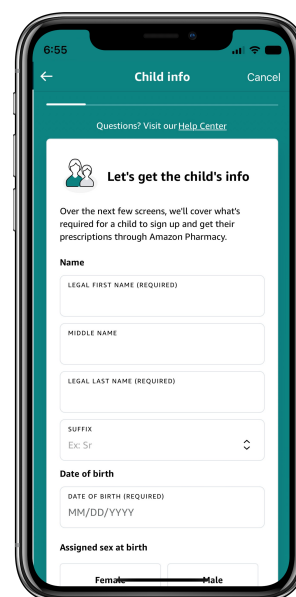 6:55
Child info
Cancel
Questions? Visit our Help Center
Let's get the child's info
Over the next few screens, we'll cover what's
required for a child to sign up and get their
prescriptions through Amazon Pharmacy.
Name
LEGAL FIRST NAME (REQUIRED)
MIDDLE NAME
LEGAL LAST NAME (REQUIRED)
SUFFIX
Ex: Sr
Date of birth
DATE OF BIRTH (REQUIRED)
MM/DD/YYYY
Assigned sex at birth
Female Male